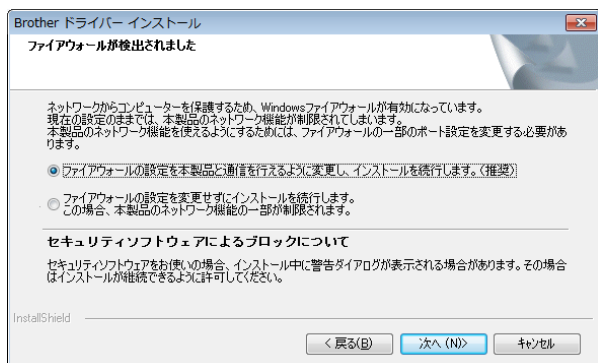 Brother ドライバー インストール
ファイアウォールが検出されました
ネットワークからコンピューターを保護するため、Windowsファイアウォールが有効になっています。
現在の設定のままでは、本製品のネットワーク機能が制限されてしまいます。
本製品のネットワーク機能を使えるようにするためには、ファイアウォールの一部のポート設定を変更する必要があ
ります。
ファイアウォールの設定を本製品と通信を行えるように変更し、インストールを続行します。(推奨)
ファイアウォールの設定を変更せずにインストールを続行します。
この場合、本製品のネットワーク機能の一部が制限されます。
セキュリティソフトウェアによるブロックについて
セキュリティソフトウェアをお使いの場合、インストール中に警告ダイアログが表示される場合があります。その場合
はインストールが継続できるように許可してください。
InstallShield
< 戻る(B)
次へ (N)>
キャンセル